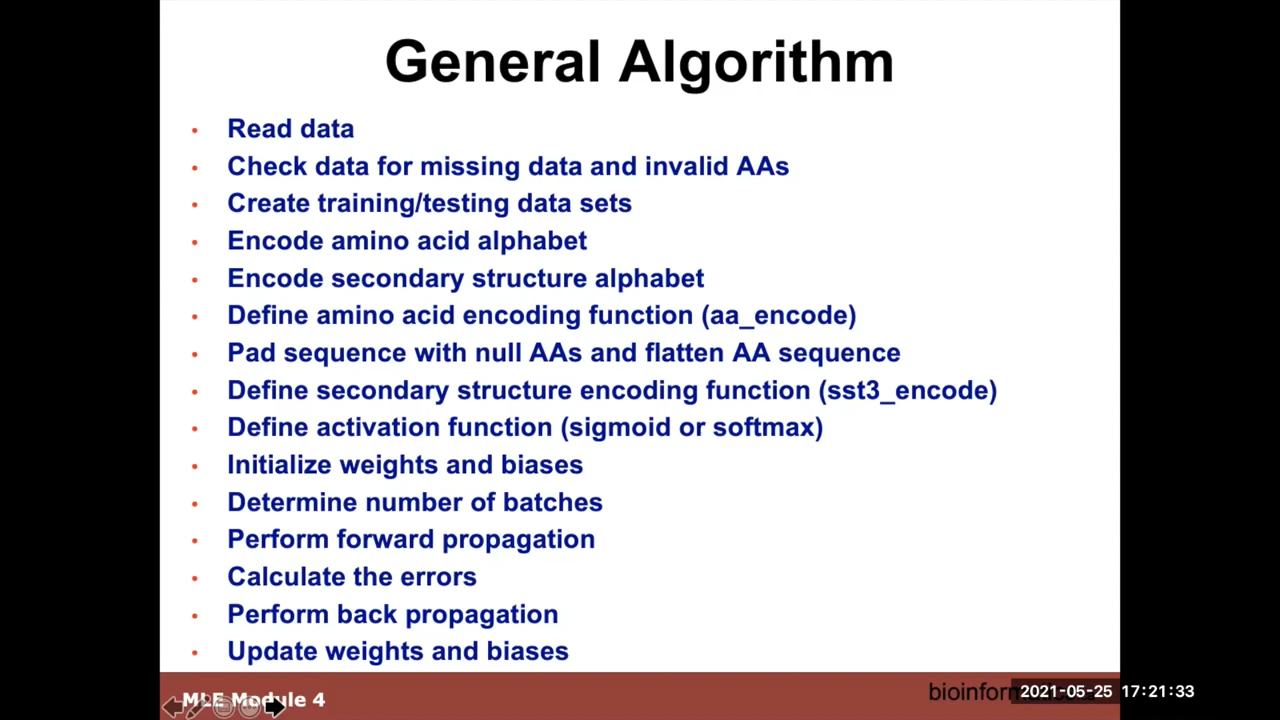 General Algorithm
• Read data
• Check data for missing data and invalid AAs
• Create training/testing data sets
• Encode amino acid alphabet
• Encode secondary structure alphabet
• Define amino acid encoding function (aa_encode)
• Pad sequence with null AAs and flatten AA sequence
• Define secondary structure encoding function (sst3_encode)
• Define activation function (sigmoid or softmax)
• Initialize weights and biases
• Determine number of batches
• Perform forward propagation
• Calculate the errors
• Perform back propagation
• Update weights and biases
MLE Module 4
2021-05-25 17:21:33